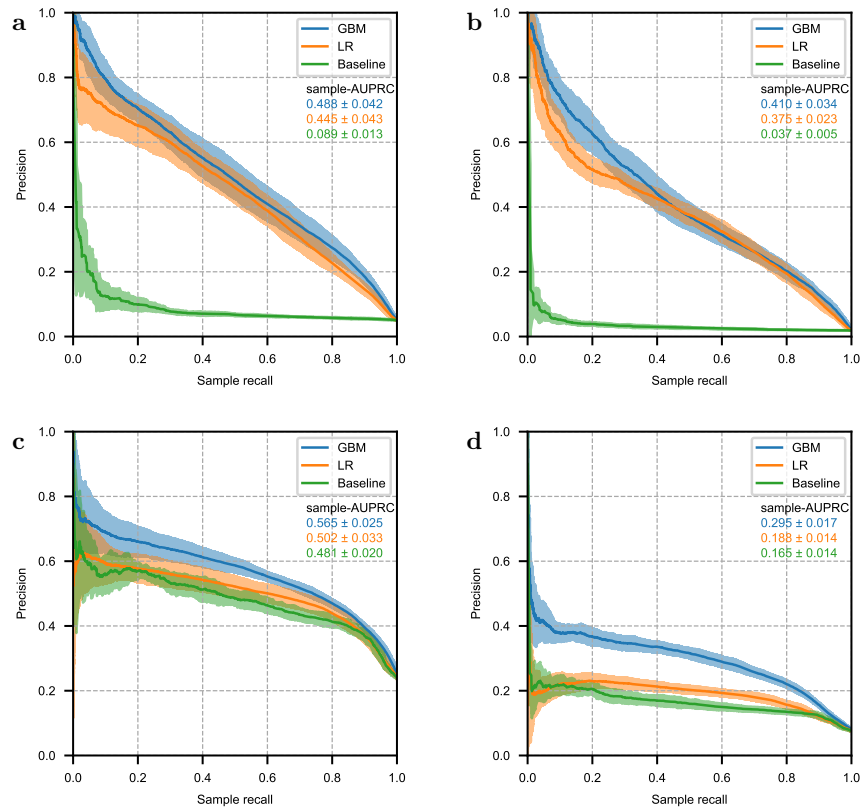 a
1.0
0.8
0.6
0.4
0.2
0.0
Precision
GBM
LR
Baseline
sample-AUPRC
0.488 ± 0.042
0.445 ± 0.043
0.089 ± 0.013
0.0 0.2 0.4 0.6 0.8 1.0
Sample recall
b
1.0
0.8
0.6
0.4
0.2
0.0
Precision
GBM
LR
Baseline
sample-AUPRC
0.410 ± 0.034
0.375 ± 0.023
0.037 ± 0.005
0.0 0.2 0.4 0.6 0.8 1.0
Sample recall
c
1.0
0.8
0.6
0.4
0.2
0.0
Precision
GBM
LR
Baseline
sample-AUPRC
0.565 ± 0.025
0.502 ± 0.033
0.481 ± 0.020
0.0 0.2 0.4 0.6 0.8 1.0
Sample recall
d
1.0
0.8
0.6
0.4
0.2
0.0
Precision
GBM
LR
Baseline
sample-AUPRC
0.295 ± 0.017
0.188 ± 0.014
0.165 ± 0.014
0.0 0.2 0.4 0.6 0.8 1.0
Sample recall